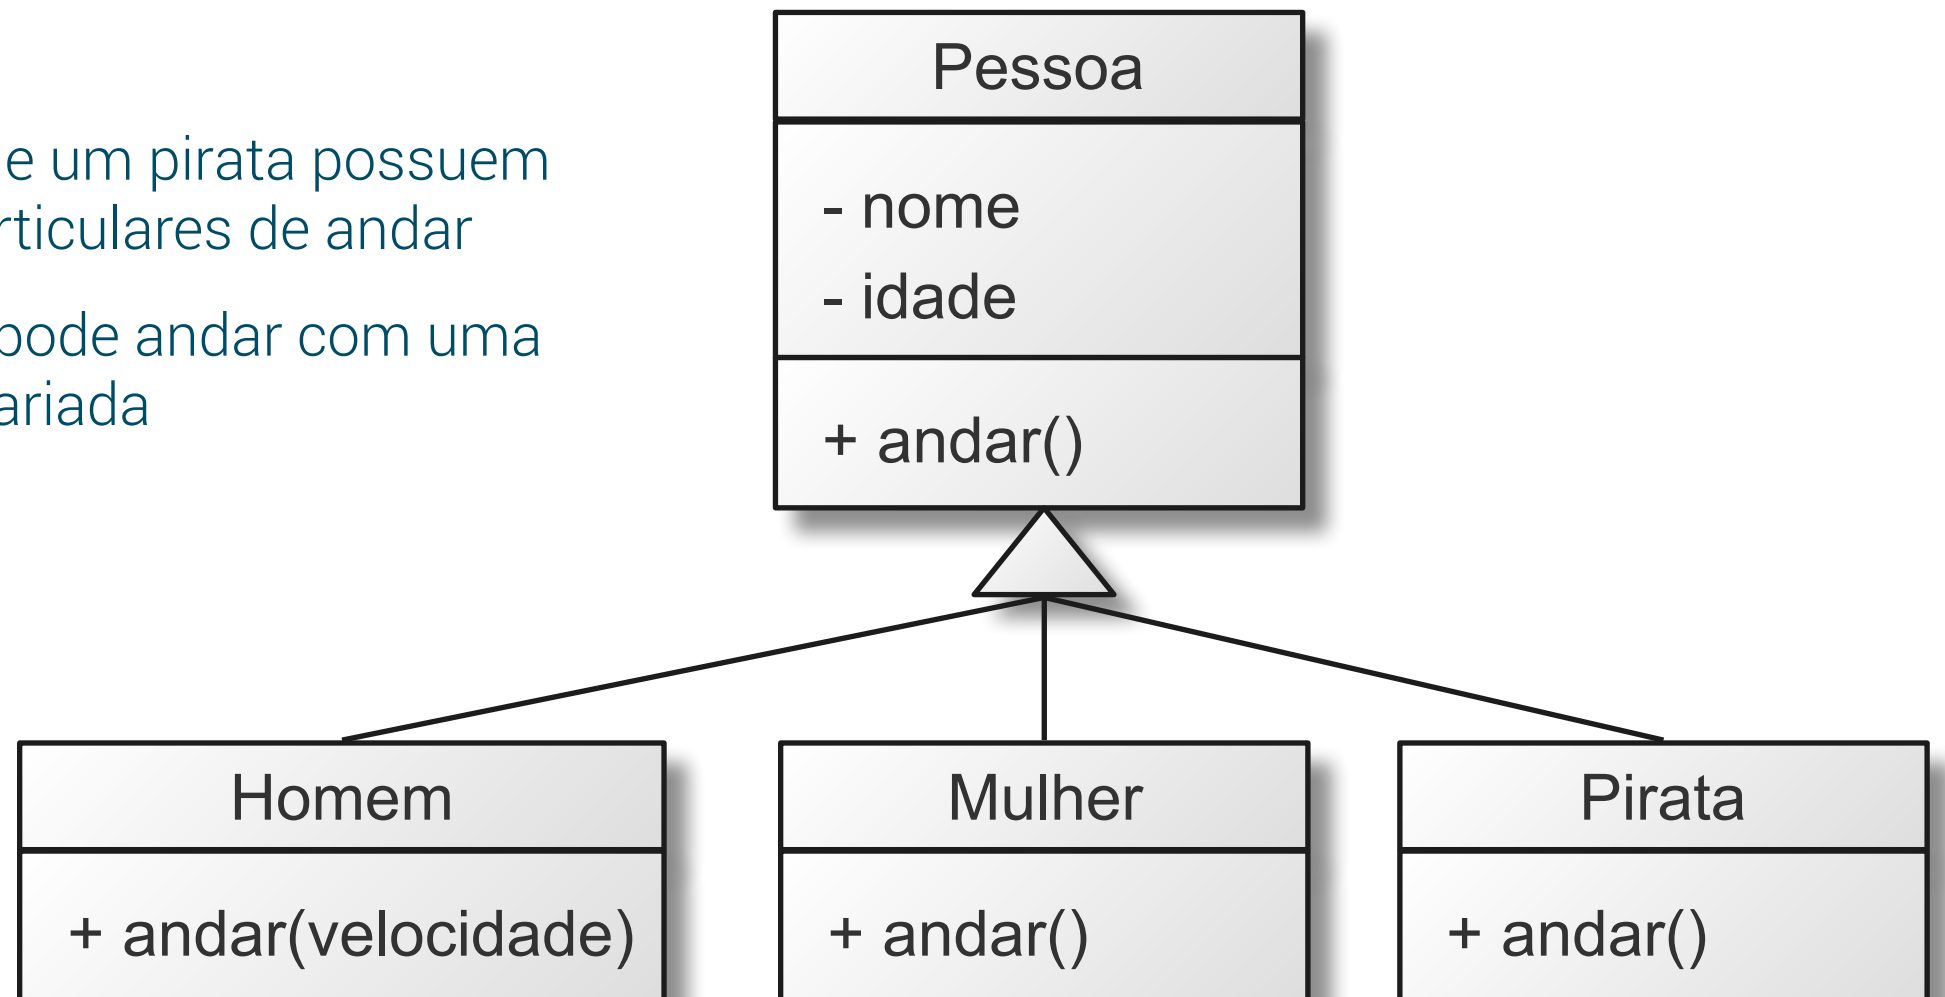 e um pirata possuem
rticulares de andar
pode andar com uma
ariada
Pessoa
- nome
- idade
+ andar()
Homem
+ andar(velocidade)
Mulher
+ andar()
Pirata
+ andar()